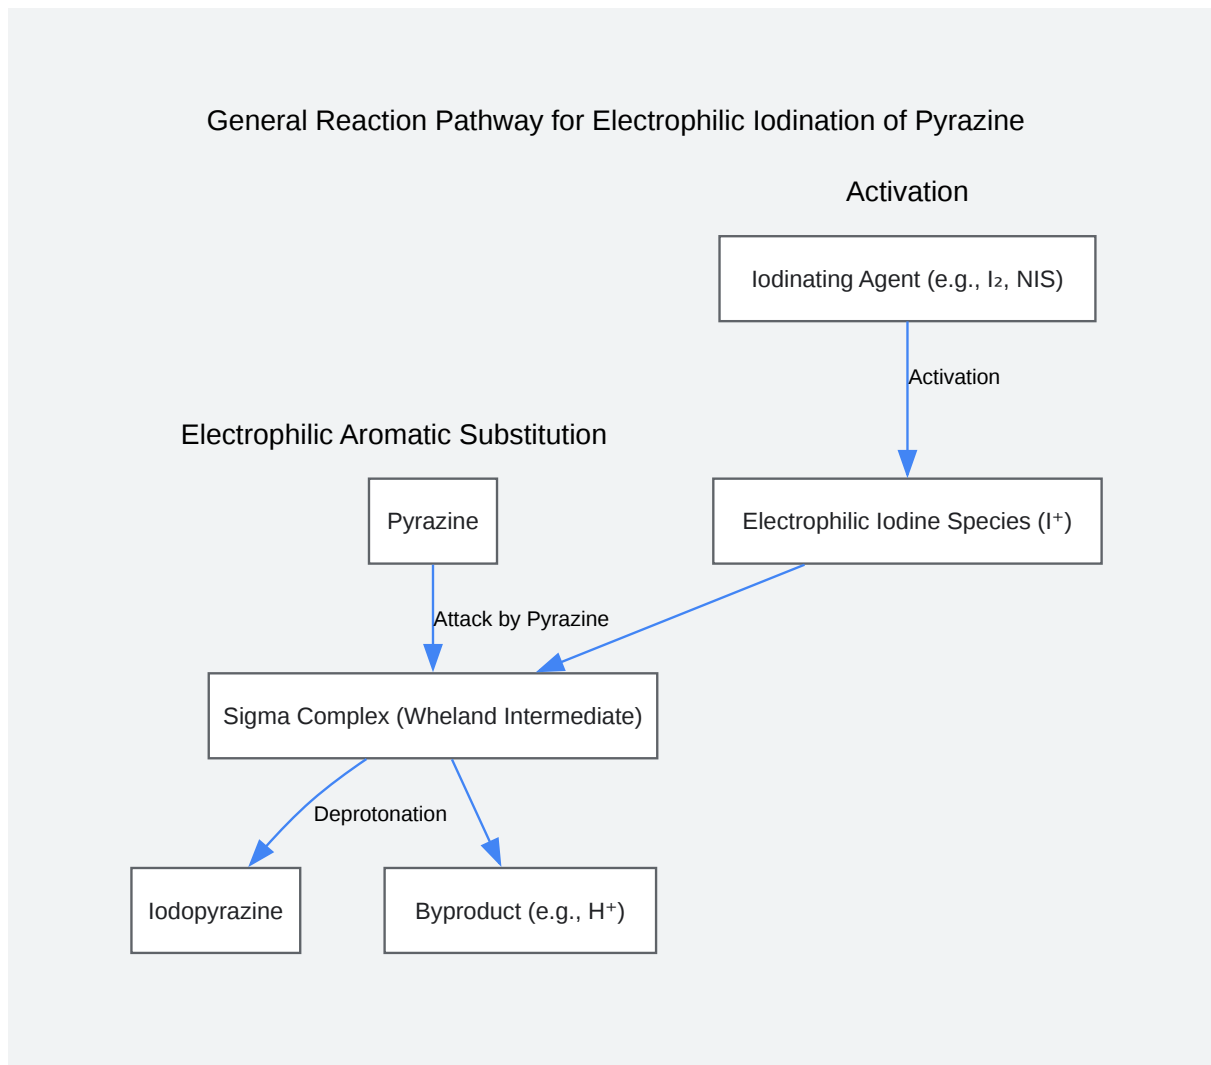 General Reaction Pathway for Electrophilic Iodination of Pyrazine
Activation
Iodinating Agent (e.g., I₂, NIS)
Activation
Electrophilic Aromatic Substitution
Pyrazine
Electrophilic Iodine Species (I⁺)
Attack by Pyrazine
Sigma Complex (Wheland Intermediate)
Deprotonation
Iodopyrazine
Byproduct (e.g., H⁺)